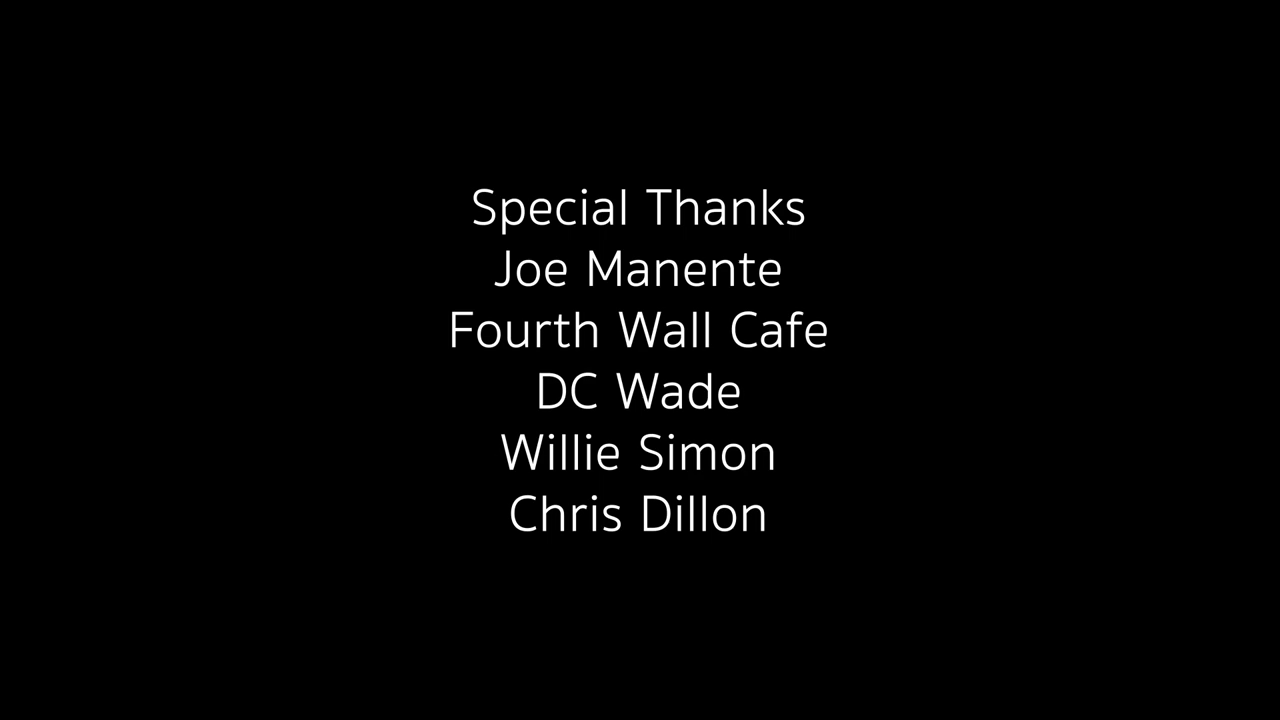 Special Thanks
Joe Manente
Fourth Wall Cafe
DC Wade
Willie Simon
Chris Dillon